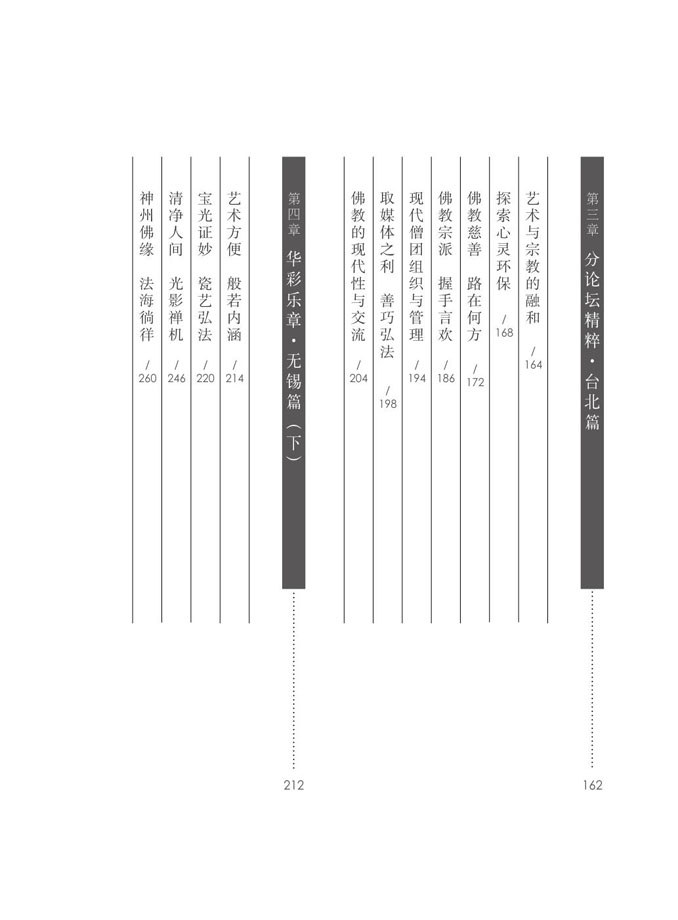 第三章 分论坛精粹·台北篇
162
艺术与宗教的融和 /164
探索心灵环保 /168
佛教慈善 路在何方 /172
佛教宗派 握手言欢 /186
现代僧团组织与管理 /194
取媒体之利 善巧弘法 /198
佛教的现代性与交流 /204
第四章 华彩乐章·无锡篇（下）
212
艺术方便 般若内涵 /214
宝光证妙 瓷艺弘法 /220
清净人间 光影禅机 /246
神州佛缘 法海徜徉 /260